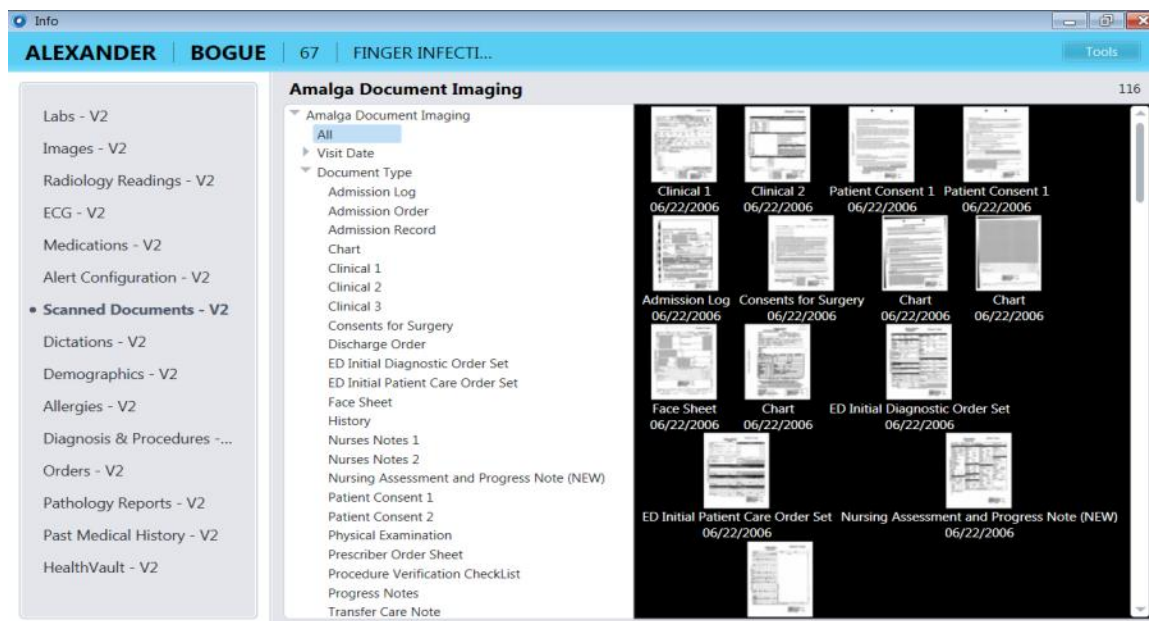 Info
ALEXANDER BOGUE 67 FINGER INFECTI... Tools
Labs - V2
Images - V2
Radiology Readings - V2
ECG - V2
Medications - V2
Alert Configuration - V2
Scanned Documents - V2
Dictations - V2
Demographics - V2
Allergies - V2
Diagnosis & Procedures -...
Orders - V2
Pathology Reports - V2
Past Medical History - V2
HealthVault - V2
Amalga Document Imaging 116
Amalga Document Imaging
All
Visit Date
Document Type
Admission Log
Admission Order
Admission Record
Chart
Clinical 1
Clinical 2
Clinical 3
Consents for Surgery
Discharge Order
ED Initial Diagnostic Order Set
ED Initial Patient Care Order Set
Face Sheet
History
Nurses Notes 1
Nurses Notes 2
Nursing Assessment and Progress Note (NEW)
Patient Consent 1
Patient Consent 2
Physical Examination
Prescriber Order Sheet
Procedure Verification CheckList
Progress Notes
Transfer Care Note
Clinical 1 Clinical 2 Patient Consent 1 Patient Consent 1
06/22/2006 06/22/2006 06/22/2006 06/22/2006
Admission Log Consents for Surgery Chart Chart
06/22/2006 06/22/2006 06/22/2006 06/22/2006
Face Sheet Chart ED Initial Diagnostic Order Set
06/22/2006 06/22/2006 06/22/2006
ED Initial Patient Care Order Set Nursing Assessment and Progress Note (NEW)
06/22/2006 06/22/2006